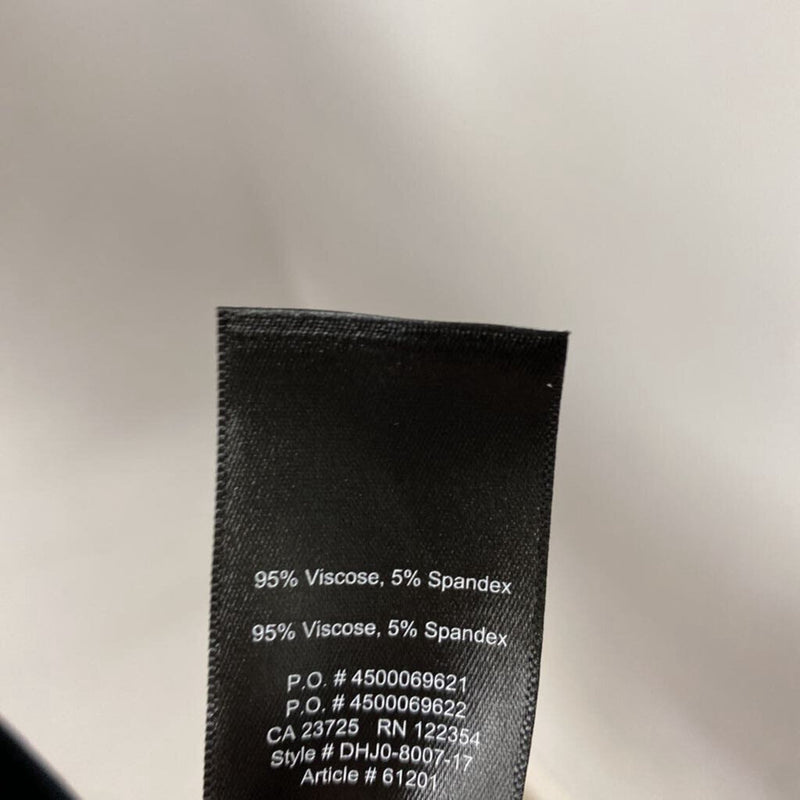 95% Viscose, 5% Spandex
95% Viscose, 5% Spandex
P.O. # 4500069621
P.O. # 4500069622
CA 23725 RN 122354
Style # DHJ0-8007-17
Article # 61201